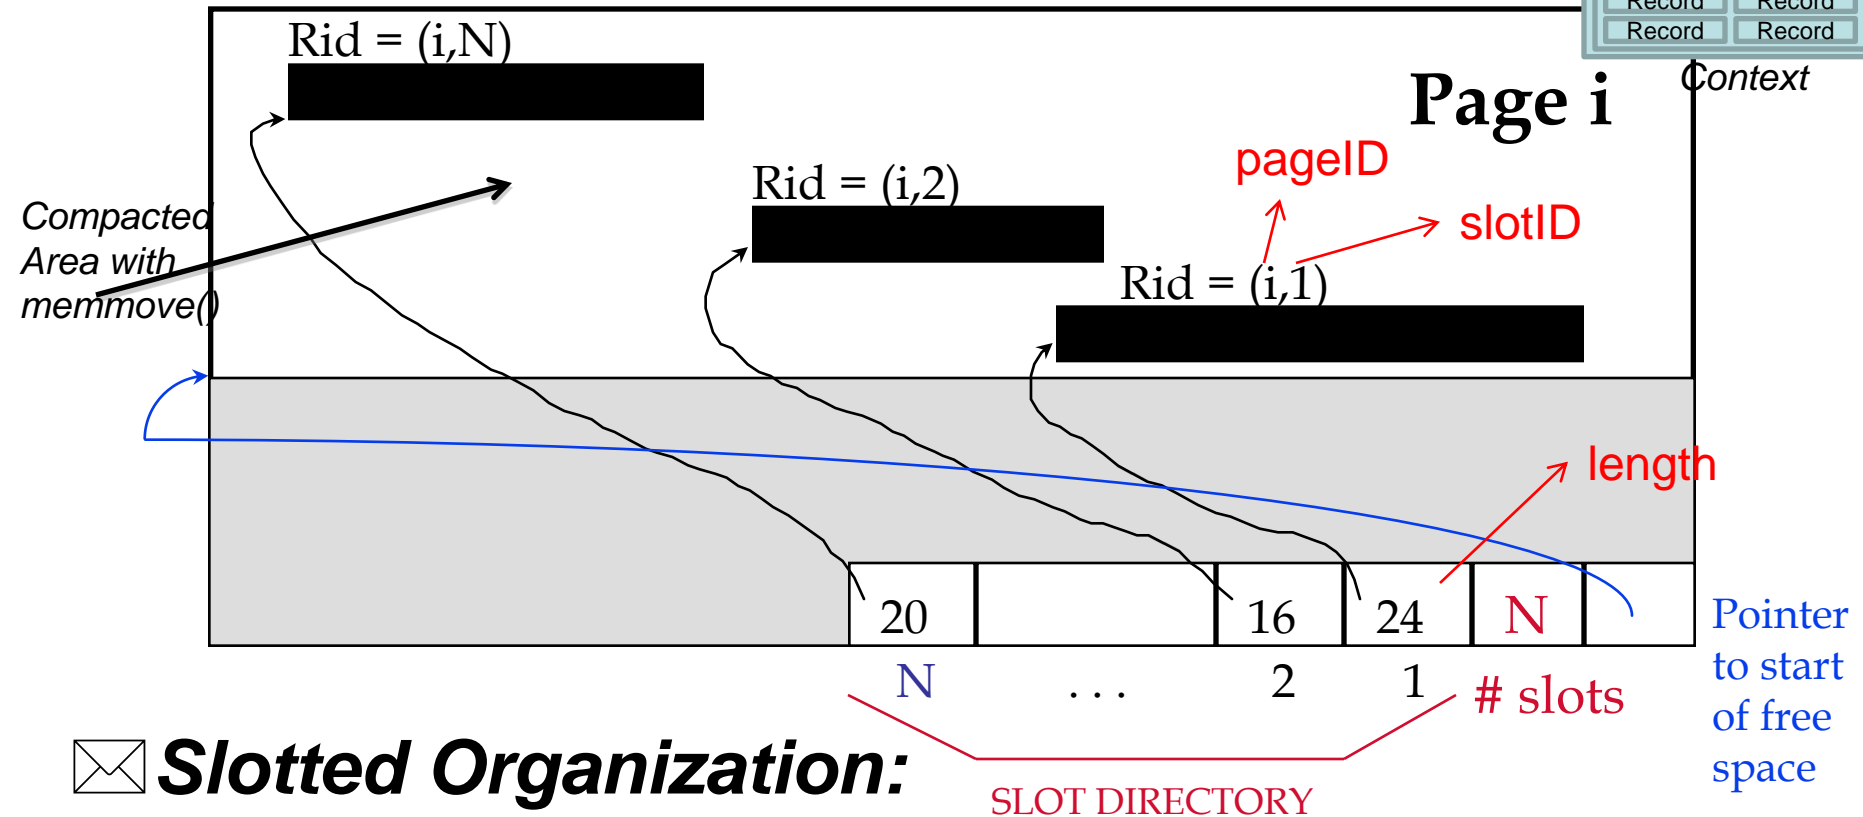 Record Record
Record Record
Context
Rid = (i,N)
Page i
pageID
Rid = (i,2)
slotID
Compacted
Area with
memmove()
Rid = (i,1)
length
20 16 24 N
N . . . 2 1 # slots
Pointer
to start
of free
space
Slotted Organization:
SLOT DIRECTORY